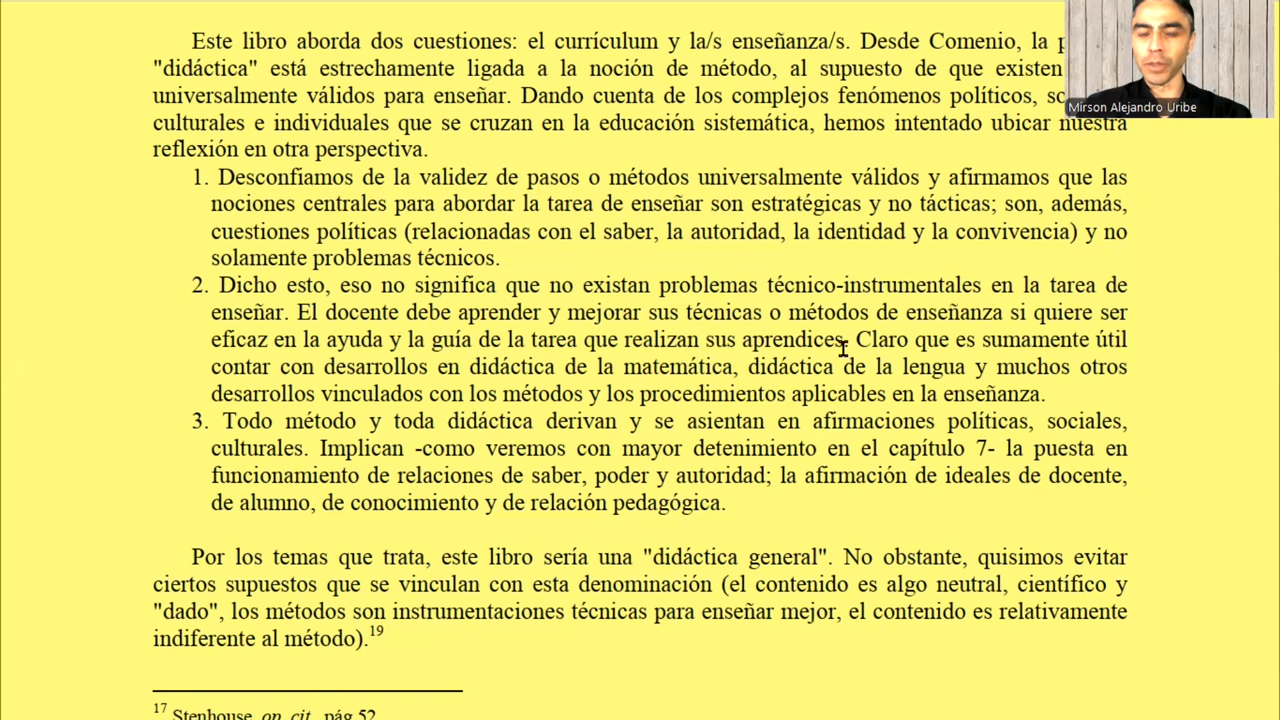 Este libro aborda dos cuestiones: el currículum y la/s enseñanza/s. Desde Comenio, la
"didáctica" está estrechamente ligada a la noción de método, al supuesto de que existen
universalmente válidos para enseñar. Dando cuenta de los complejos fenómenos políticos,
culturales e individuales que se cruzan en la educación sistemática, hemos intentado ubicar nuestra
reflexión en otra perspectiva.
1. Desconfiamos de la validez de pasos o métodos universalmente válidos y afirmamos que las
nociones centrales para abordar la tarea de enseñar son estratégicas y no tácticas; son, además,
cuestiones políticas (relacionadas con el saber, la autoridad, la identidad y la convivencia) y no
solamente problemas técnicos.
2. Dicho esto, eso no significa que no existan problemas técnico-instrumentales en la tarea de
enseñar. El docente debe aprender y mejorar sus técnicas o métodos de enseñanza si quiere ser
eficaz en la ayuda y la guía de la tarea que realizan sus aprendices. Claro que es sumamente útil
contar con desarrollos en didáctica de la matemática, didáctica de la lengua y muchos otros
desarrollos vinculados con los métodos y los procedimientos aplicables en la enseñanza.
3. Todo método y toda didáctica derivan y se asientan en afirmaciones políticas, sociales,
culturales. Implican -como veremos con mayor detenimiento en el capítulo 7- la puesta en
funcionamiento de relaciones de saber, poder y autoridad; la afirmación de ideales de docente,
de alumno, de conocimiento y de relación pedagógica.
Por los temas que trata, este libro sería una "didáctica general". No obstante, quisimos evitar
ciertos supuestos que se vinculan con esta denominación (el contenido es algo neutral, científico y
"dado", los métodos son instrumentaciones técnicas para enseñar mejor, el contenido es relativamente
indiferente al método).19
17 Stenhouse, op. cit., pág 52
Mirson Alejandro Uribe